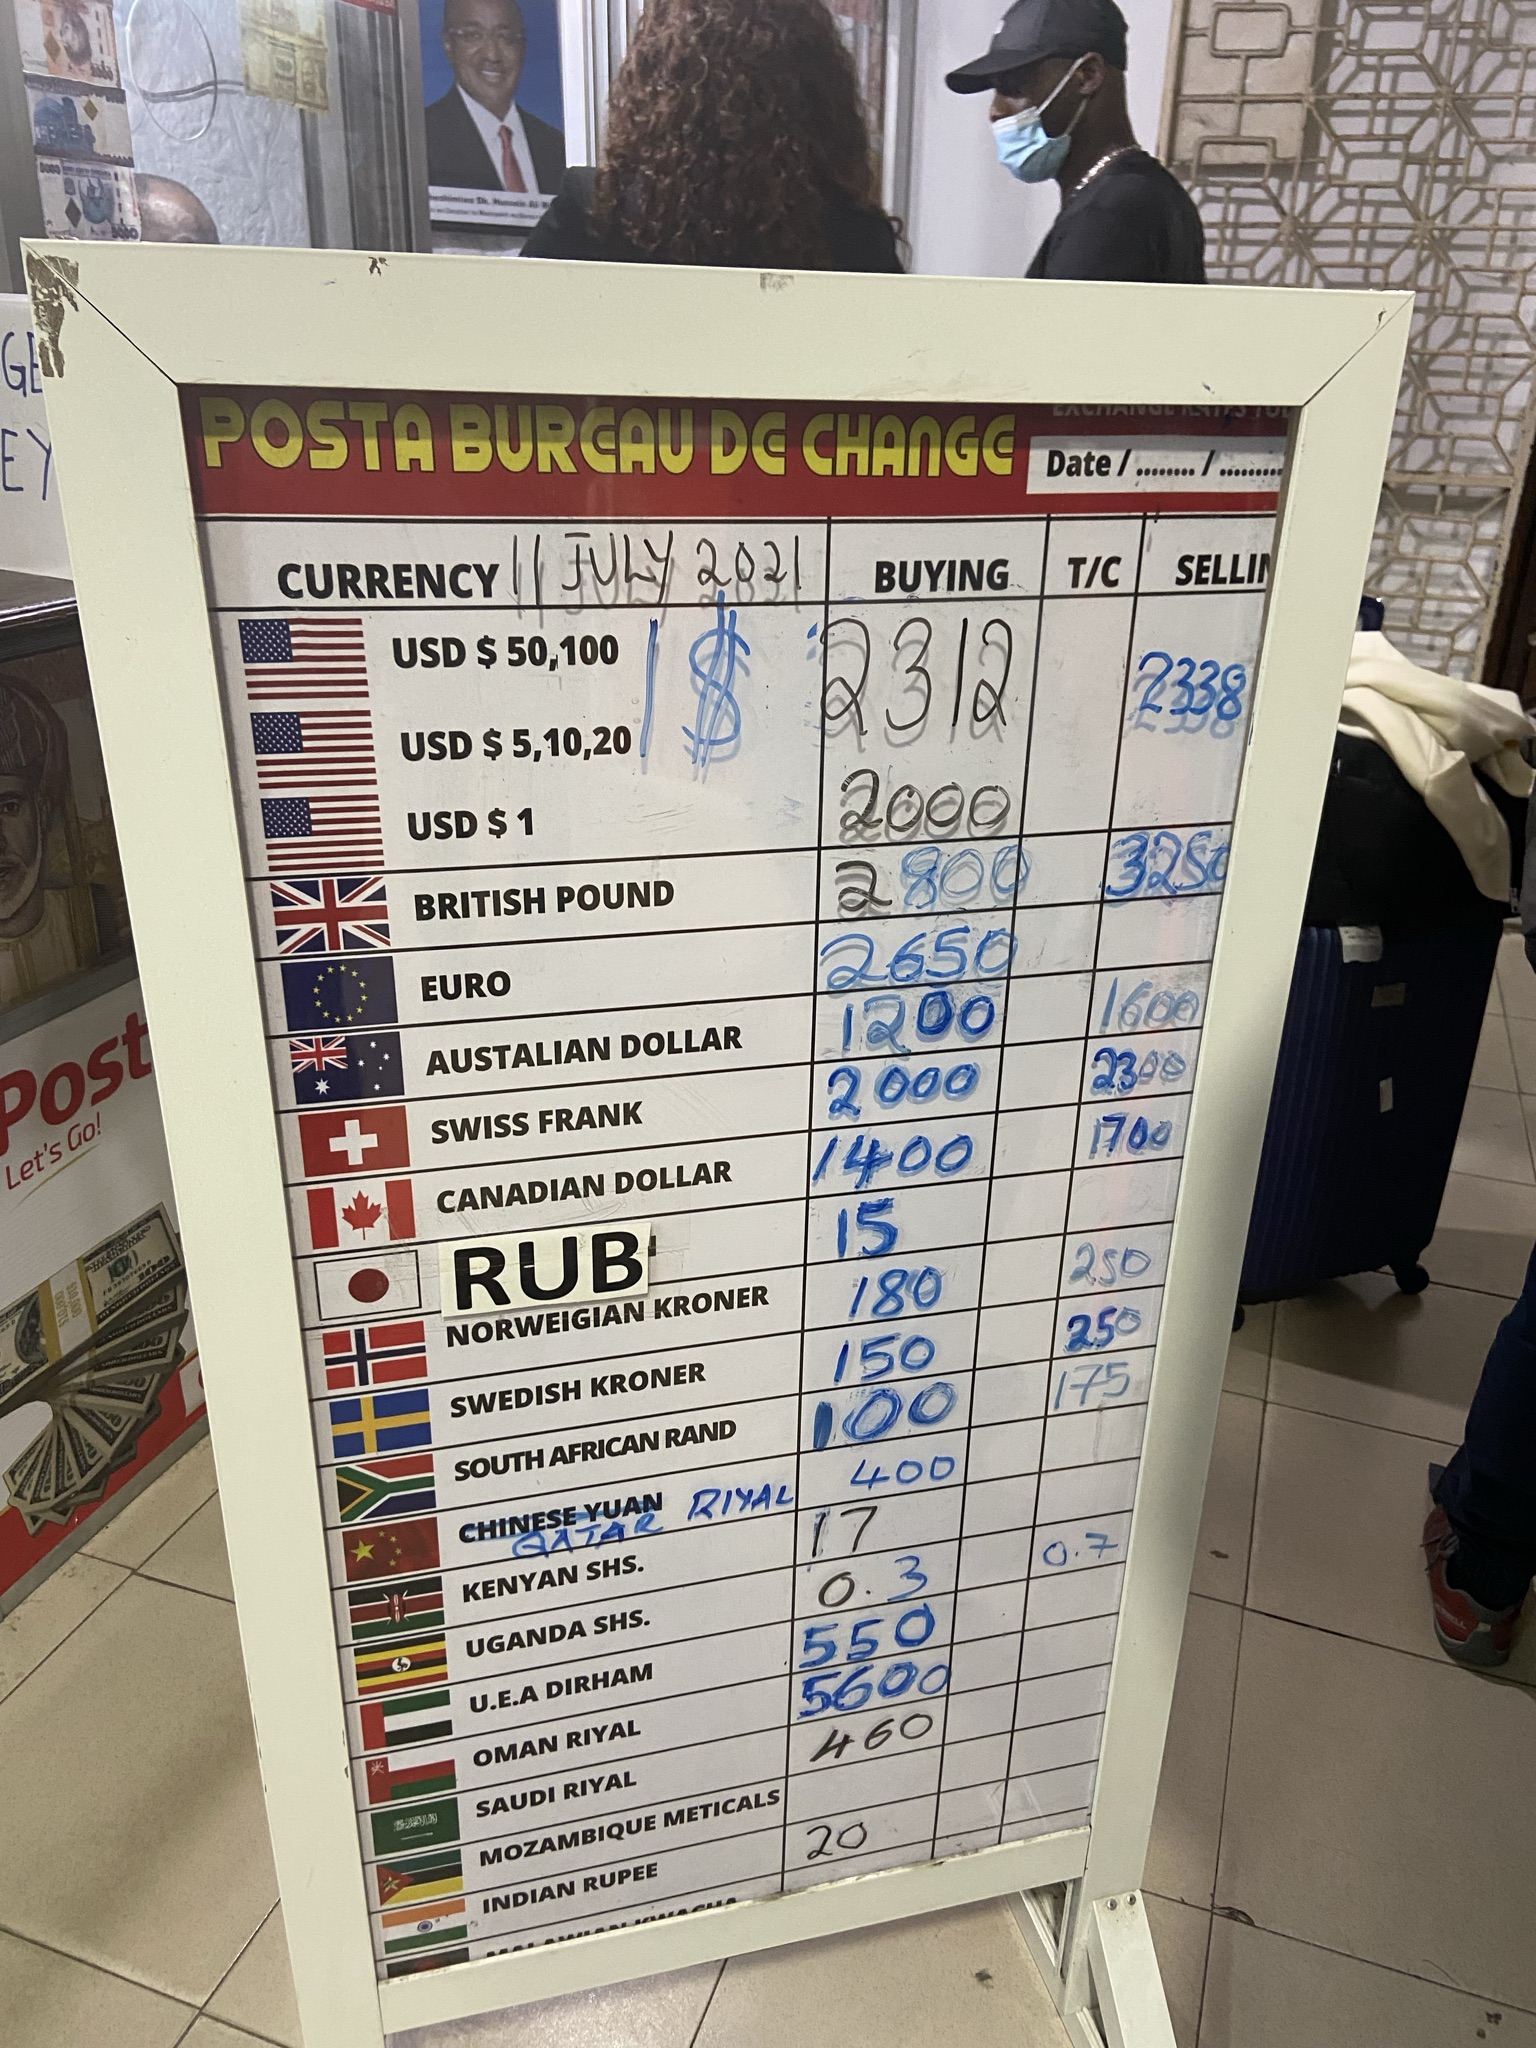 GE
EY
POSTA BUREAU DE CHANGE
Date / ........ / .........
CURRENCY 11 JULY 2021 BUYING T/C SELLIN
USD $ 50,100 1$ 2312 2338
USD $ 5,10,20
USD $ 1 2000
BRITISH POUND 2800 3250
EURO 2650
AUSTALIAN DOLLAR 1200 1600
SWISS FRANK 2000 2300
CANADIAN DOLLAR 1400 1700
RUB 15
NORWEIGIAN KRONER 180 250
SWEDISH KRONER 150 250
SOUTH AFRICAN RAND 100 175
CHINESE YUAN QATAR RIYAL 400
KENYAN SHS. 17
UGANDA SHS. 0.3 0.7
U.E.A DIRHAM 550
OMAN RIYAL 5600
SAUDI RIYAL 460
MOZAMBIQUE METICALS
INDIAN RUPEE 20
MALAWIAN KWACHA
Post
Let's Go!